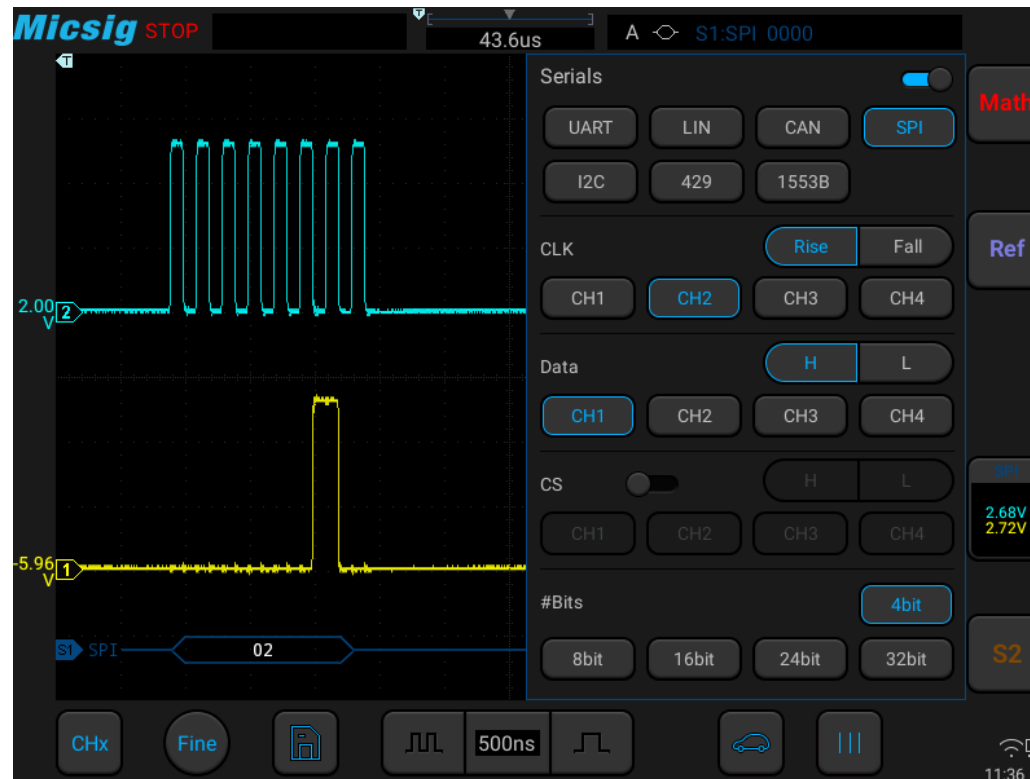 Micsig STOP
T
43.6us
A S1:SPI 0000
T
Serials
Math
UART LIN CAN SPI
I2C 429 1553B
CLK Rise Fall
Ref
CH1 CH2 CH3 CH4
2.00
V
2
Data H L
CH1 CH2 CH3 CH4
CS H L
SPI
2.68V
2.72V
CH1 CH2 CH3 CH4
-5.96
V
1
#Bits 4bit
S1 SPI 02
8bit 16bit 24bit 32bit
S2
CHx Fine 500ns
11:36